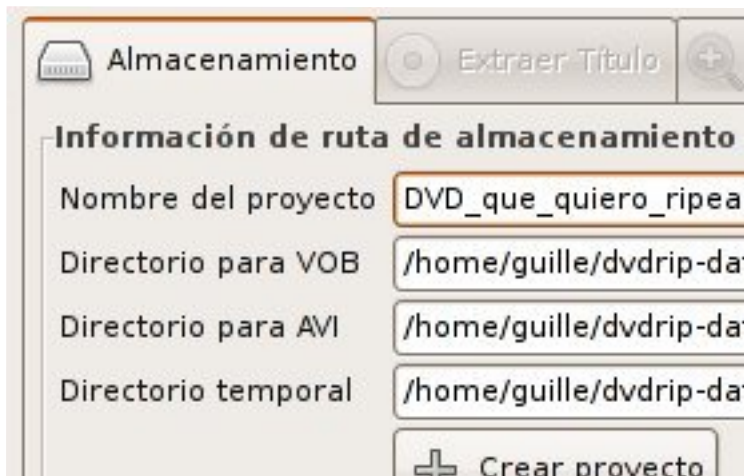 Almacenamiento Extraer Título
Información de ruta de almacenamiento
Nombre del proyecto DVD_que_quiero_ripea
Directorio para VOB /home/guille/dvdrip-da
Directorio para AVI /home/guille/dvdrip-da
Directorio temporal /home/guille/dvdrip-da
Crear proyecto